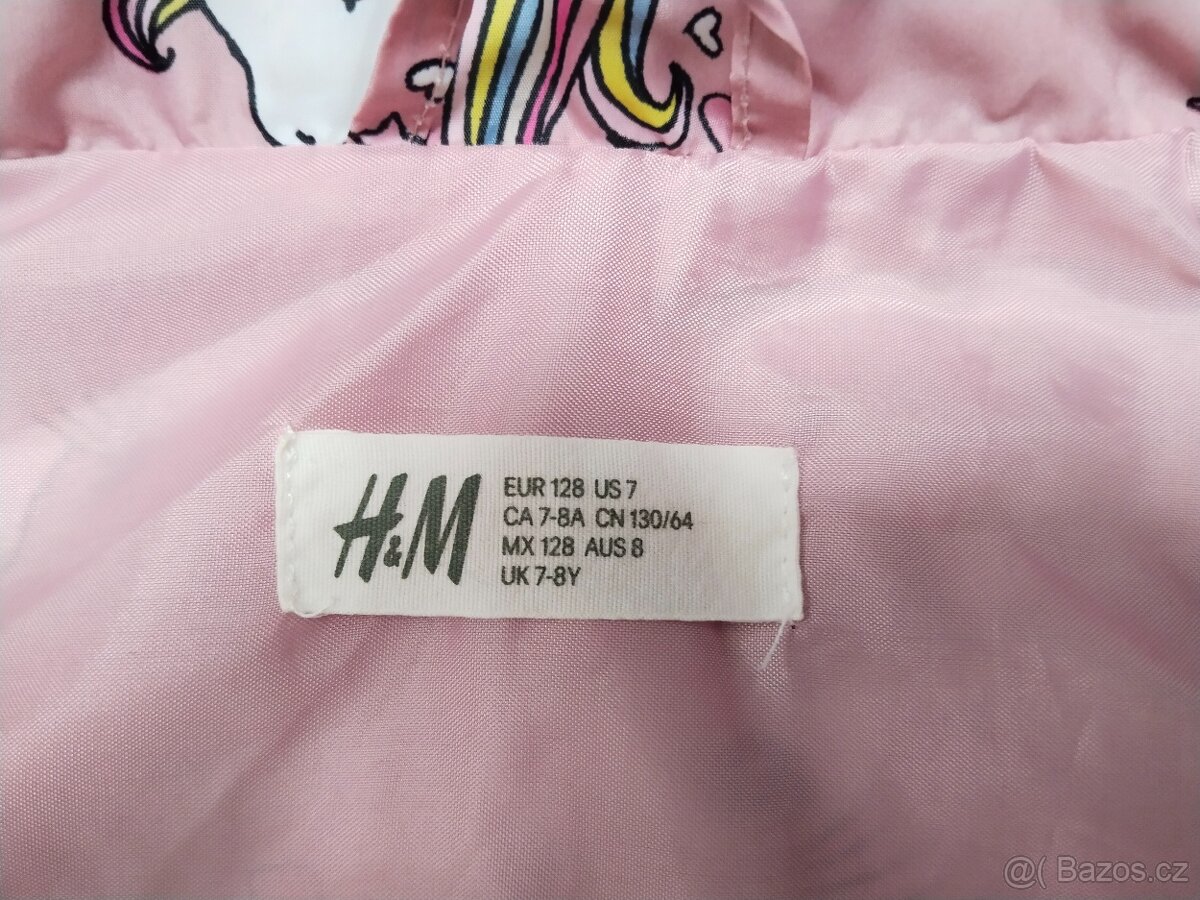 H&M
EUR 128 US 7
CA 7-8A CN 130/64
MX 128 AUS 8
UK 7-8Y
@( Bazos.cz